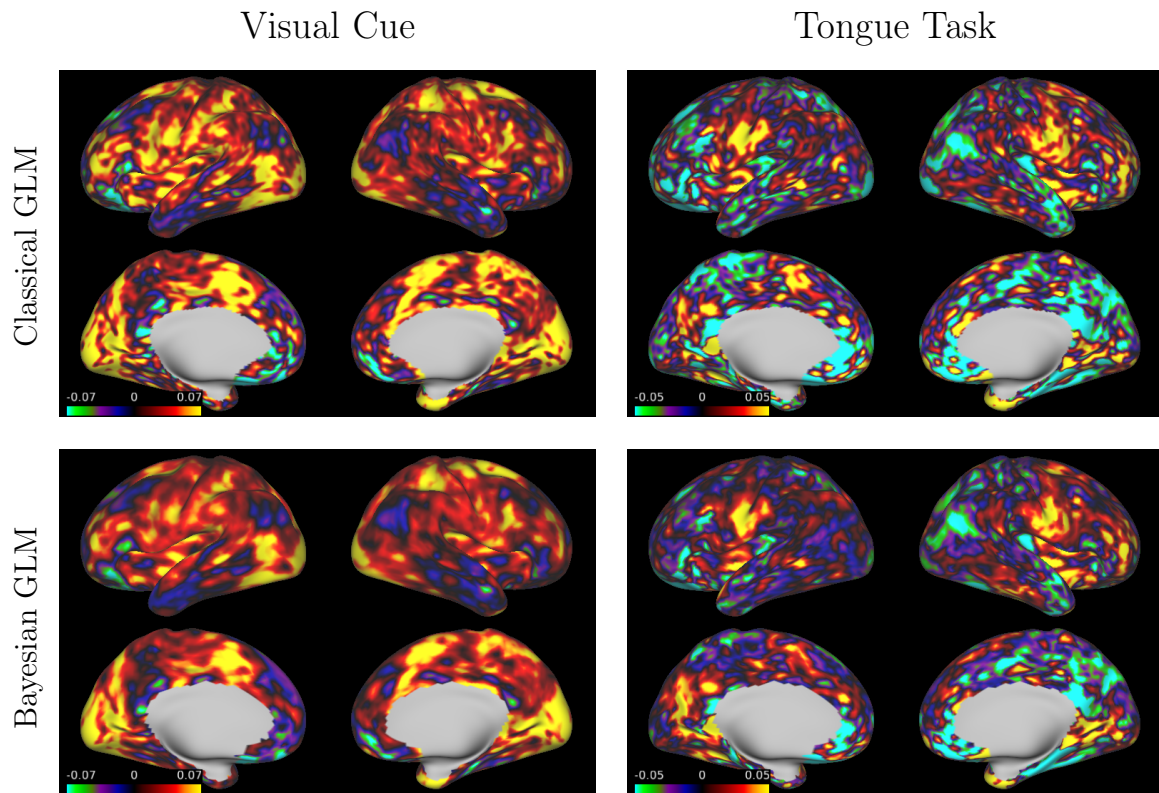 Visual Cue
Tongue Task
Classical GLM
-0.07 0 0.07
-0.05 0 0.05
Bayesian GLM
-0.07 0 0.07
-0.05 0 0.05